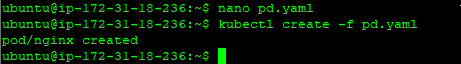 ubuntu@ip-172-31-18-236:~$ nano pd.yaml
ubuntu@ip-172-31-18-236:~$ kubectl create -f pd.yaml
pod/nginx created
ubuntu@ip-172-31-18-236:~$